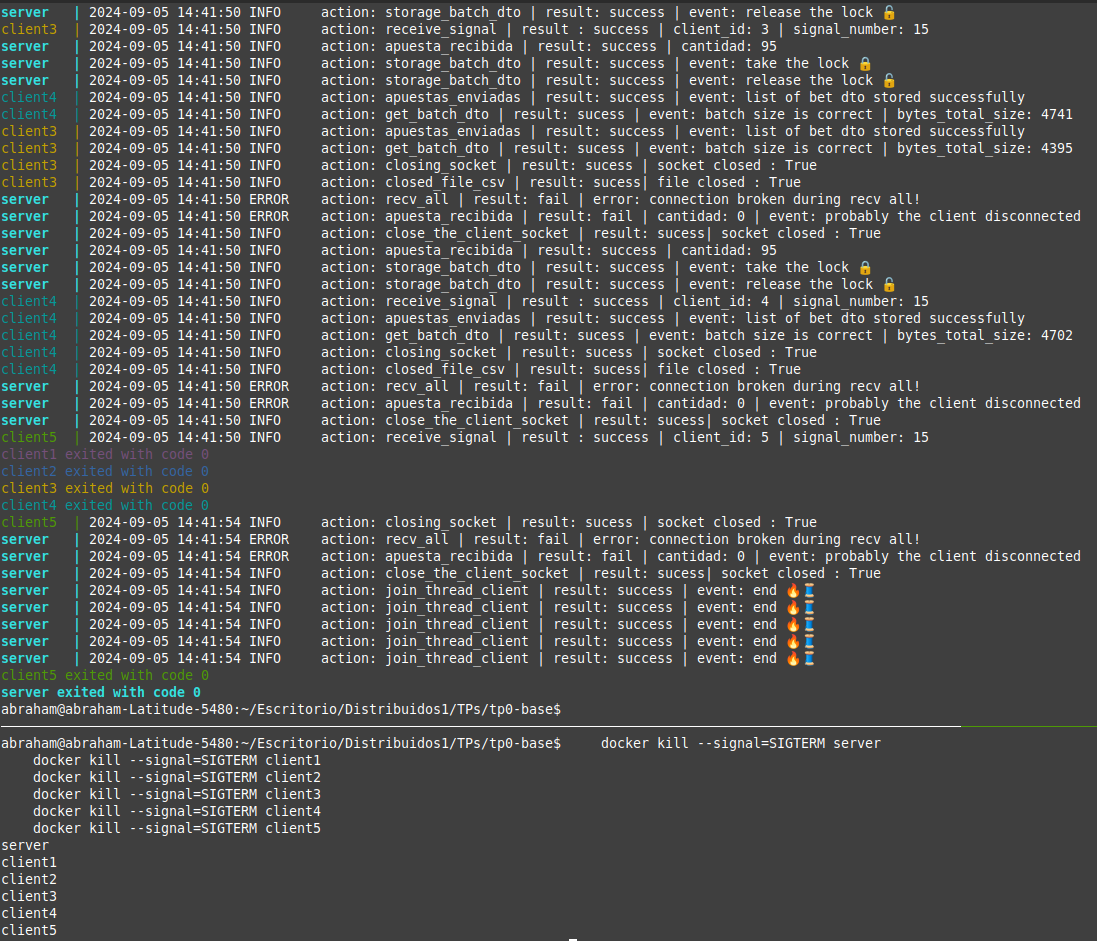 server   | 2024-09-05 14:41:50 INFO     action: storage_batch_dto | result: success | event: release the lock 🔓
client3  | 2024-09-05 14:41:50 INFO     action: receive_signal | result : success | client_id: 3 | signal_number: 15
server   | 2024-09-05 14:41:50 INFO     action: apuesta_recibida | result: success | cantidad: 95
server   | 2024-09-05 14:41:50 INFO     action: storage_batch_dto | result: success | event: take the lock 🔒
server   | 2024-09-05 14:41:50 INFO     action: storage_batch_dto | result: success | event: release the lock 🔓
client4  | 2024-09-05 14:41:50 INFO     action: apuestas_enviadas | result: success | event: list of bet dto stored successfully
client4  | 2024-09-05 14:41:50 INFO     action: get_batch_dto | result: sucess | event: batch size is correct | bytes_total_size: 4741
client3  | 2024-09-05 14:41:50 INFO     action: apuestas_enviadas | result: success | event: list of bet dto stored successfully
client3  | 2024-09-05 14:41:50 INFO     action: get_batch_dto | result: sucess | event: batch size is correct | bytes_total_size: 4395
client3  | 2024-09-05 14:41:50 INFO     action: closing_socket | result: sucess | socket closed : True
client3  | 2024-09-05 14:41:50 INFO     action: closed_file_csv | result: sucess| file closed : True
server   | 2024-09-05 14:41:50 ERROR    action: recv_all | result: fail | error: connection broken during recv all!
server   | 2024-09-05 14:41:50 ERROR    action: apuesta_recibida | result: fail | cantidad: 0 | event: probably the client disconnected
server   | 2024-09-05 14:41:50 INFO     action: close_the_client_socket | result: sucess| socket closed : True
server   | 2024-09-05 14:41:50 INFO     action: apuesta_recibida | result: success | cantidad: 95
server   | 2024-09-05 14:41:50 INFO     action: storage_batch_dto | result: success | event: take the lock 🔒
server   | 2024-09-05 14:41:50 INFO     action: storage_batch_dto | result: success | event: release the lock 🔓
client4  | 2024-09-05 14:41:50 INFO     action: receive_signal | result : success | client_id: 4 | signal_number: 15
client4  | 2024-09-05 14:41:50 INFO     action: apuestas_enviadas | result: success | event: list of bet dto stored successfully
client4  | 2024-09-05 14:41:50 INFO     action: get_batch_dto | result: sucess | event: batch size is correct | bytes_total_size: 4702
client4  | 2024-09-05 14:41:50 INFO     action: closing_socket | result: sucess | socket closed : True
client4  | 2024-09-05 14:41:50 INFO     action: closed_file_csv | result: sucess| file closed : True
server   | 2024-09-05 14:41:50 ERROR    action: recv_all | result: fail | error: connection broken during recv all!
server   | 2024-09-05 14:41:50 ERROR    action: apuesta_recibida | result: fail | cantidad: 0 | event: probably the client disconnected
server   | 2024-09-05 14:41:50 INFO     action: close_the_client_socket | result: sucess| socket closed : True
client5  | 2024-09-05 14:41:50 INFO     action: receive_signal | result : success | client_id: 5 | signal_number: 15
client1 exited with code 0
client2 exited with code 0
client3 exited with code 0
client4 exited with code 0
client5  | 2024-09-05 14:41:54 INFO     action: closing_socket | result: sucess | socket closed : True
server   | 2024-09-05 14:41:54 ERROR    action: recv_all | result: fail | error: connection broken during recv all!
server   | 2024-09-05 14:41:54 ERROR    action: apuesta_recibida | result: fail | cantidad: 0 | event: probably the client disconnected
server   | 2024-09-05 14:41:54 INFO     action: close_the_client_socket | result: sucess| socket closed : True
server   | 2024-09-05 14:41:54 INFO     action: join_thread_client | result: success | event: end 🔥🧵
server   | 2024-09-05 14:41:54 INFO     action: join_thread_client | result: success | event: end 🔥🧵
server   | 2024-09-05 14:41:54 INFO     action: join_thread_client | result: success | event: end 🔥🧵
server   | 2024-09-05 14:41:54 INFO     action: join_thread_client | result: success | event: end 🔥🧵
server   | 2024-09-05 14:41:54 INFO     action: join_thread_client | result: success | event: end 🔥🧵
client5 exited with code 0
server exited with code 0
abraham@abraham-Latitude-5480:~/Escritorio/Distribuidos1/TPs/tp0-base$
abraham@abraham-Latitude-5480:~/Escritorio/Distribuidos1/TPs/tp0-base$     docker kill --signal=SIGTERM server
    docker kill --signal=SIGTERM client1
    docker kill --signal=SIGTERM client2
    docker kill --signal=SIGTERM client3
    docker kill --signal=SIGTERM client4
    docker kill --signal=SIGTERM client5
server
client1
client2
client3
client4
client5